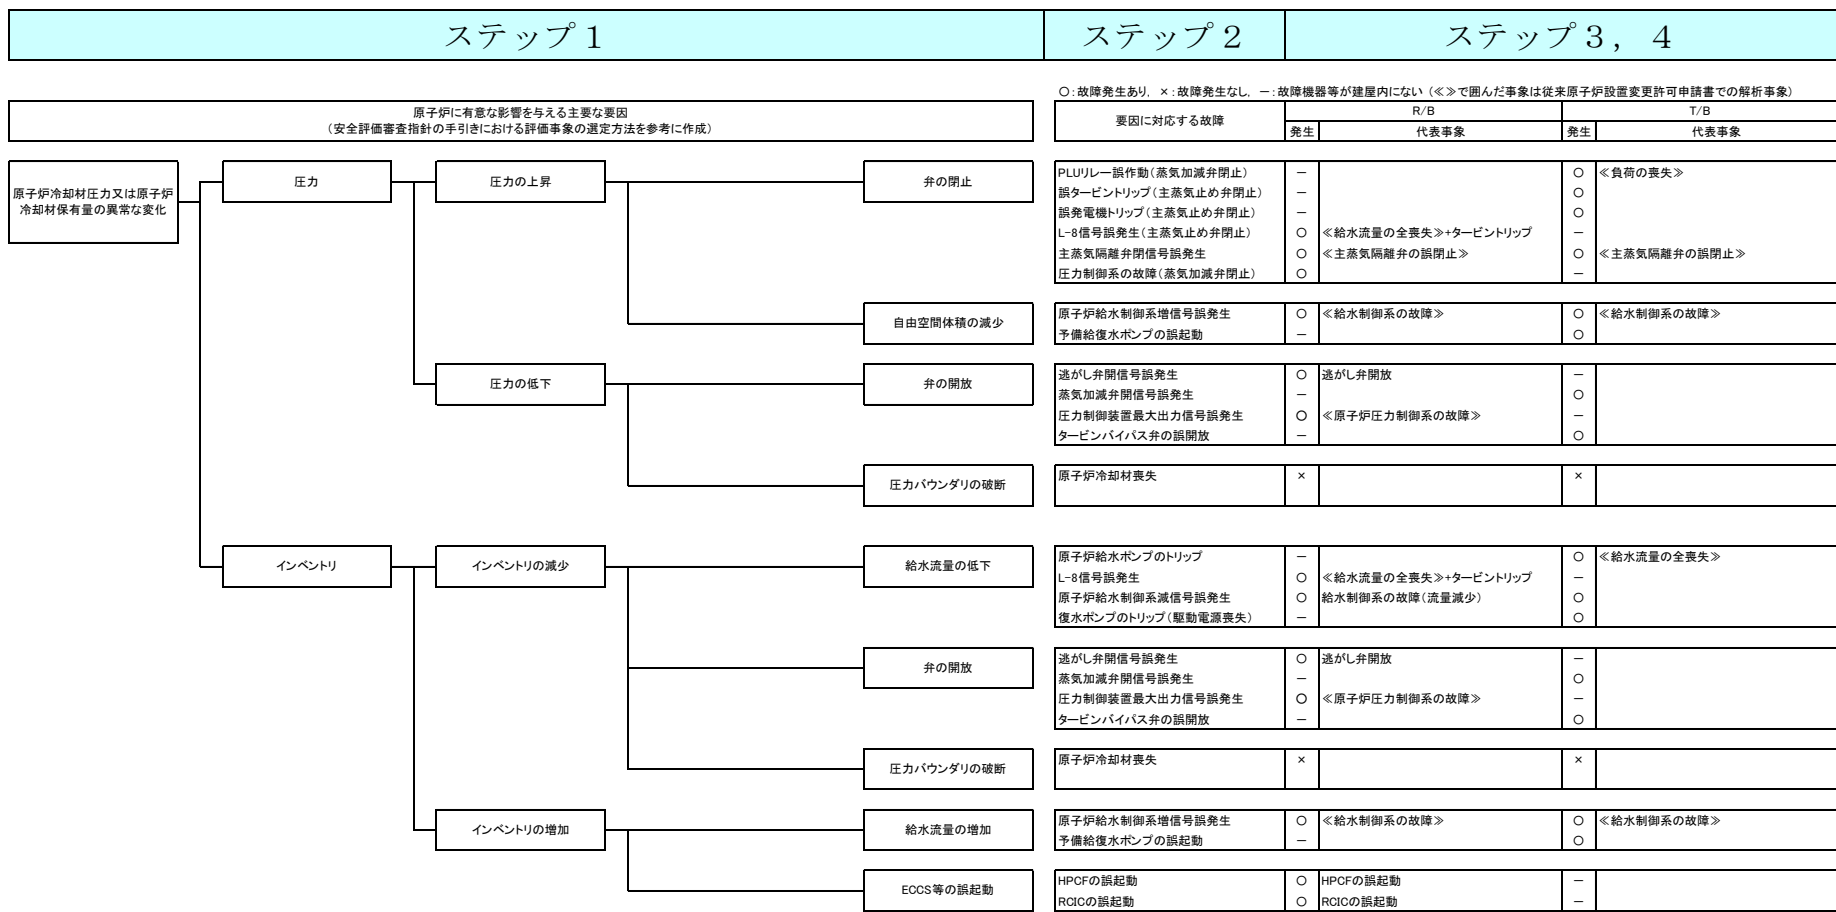 ステップ１
ステップ２
ステップ３，４
○：故障発生あり，×：故障発生なし，－：故障機器等が建屋内にない（≪≫で囲んだ事象は従来原子炉設置変更許可申請書での解析事象）
原子炉に有意な影響を与える主要な要因
（安全評価審査指針の手引きにおける評価事象の選定方法を参考に作成）
要因に対応する故障
R/B
T/B
発生
代表事象
発生
代表事象
原子炉冷却材圧力又は原子炉
冷却材保有量の異常な変化
圧力
圧力の上昇
弁の閉止
PLUリレー誤作動（蒸気加減弁閉止） － ○ ≪負荷の喪失≫
誤タービントリップ（主蒸気止め弁閉止） － ○
誤発電機トリップ（主蒸気止め弁閉止） － ○
L-8信号誤発生（主蒸気止め弁閉止） ○ ≪給水流量の全喪失≫+タービントリップ －
主蒸気隔離弁閉信号誤発生 ○ ≪主蒸気隔離弁の誤閉止≫ ○ ≪主蒸気隔離弁の誤閉止≫
圧力制御系の故障（蒸気加減弁閉止） ○ －
自由空間体積の減少
原子炉給水制御系増信号誤発生 ○ ≪給水制御系の故障≫ ○ ≪給水制御系の故障≫
予備給復水ポンプの誤起動 － ○
圧力の低下
弁の開放
逃がし弁開信号誤発生 ○ 逃がし弁開放 －
蒸気加減弁開信号誤発生 － ○
圧力制御装置最大出力信号誤発生 ○ ≪原子炉圧力制御系の故障≫ －
タービンバイパス弁の誤開放 － ○
圧力バウンダリの破断
原子炉冷却材喪失 × ×
インベントリ
インベントリの減少
給水流量の低下
原子炉給水ポンプのトリップ － ○ ≪給水流量の全喪失≫
L-8信号誤発生 ○ ≪給水流量の全喪失≫+タービントリップ －
原子炉給水制御系減信号誤発生 ○ 給水制御系の故障（流量減少） ○
復水ポンプのトリップ（駆動電源喪失） － ○
弁の開放
逃がし弁開信号誤発生 ○ 逃がし弁開放 －
蒸気加減弁開信号誤発生 － ○
圧力制御装置最大出力信号誤発生 ○ ≪原子炉圧力制御系の故障≫ －
タービンバイパス弁の誤開放 － ○
圧力バウンダリの破断
原子炉冷却材喪失 × ×
インベントリの増加
給水流量の増加
原子炉給水制御系増信号誤発生 ○ ≪給水制御系の故障≫ ○ ≪給水制御系の故障≫
予備給復水ポンプの誤起動 － ○
ECCS等の誤起動
HPCFの誤起動 ○ HPCFの誤起動 －
RCICの誤起動 ○ RCICの誤起動 －